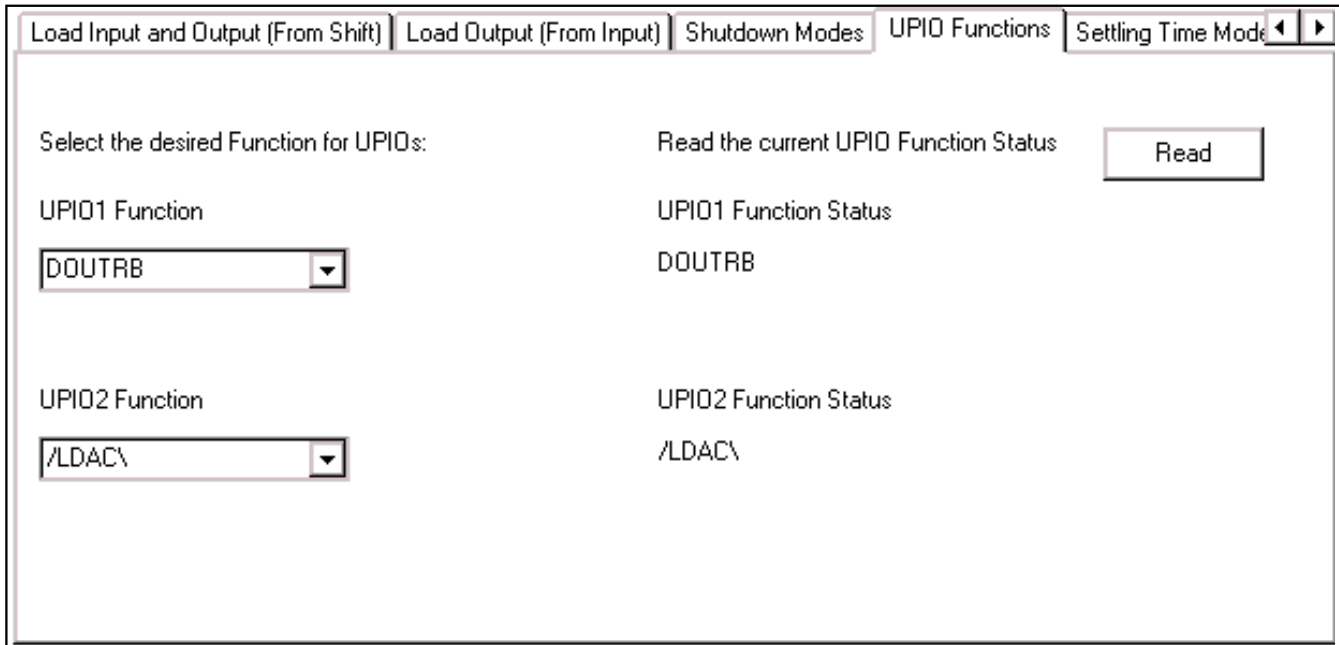 Load Input and Output (From Shift) Load Output (From Input) Shutdown Modes UPIO Functions Settling Time Mode
Select the desired Function for UPIOs: Read the current UPIO Function Status Read
UPIO1 Function UPIO1 Function Status
DOUTRB DOUTRB
UPIO2 Function UPIO2 Function Status
/LDAC\ /LDAC\